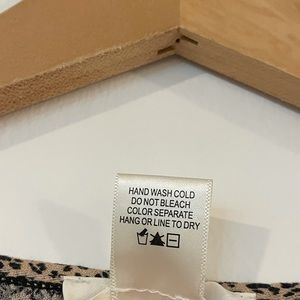 HAND WASH COLD
DO NOT BLEACH
COLOR SEPARATE
HANG OR LINE TO DRY